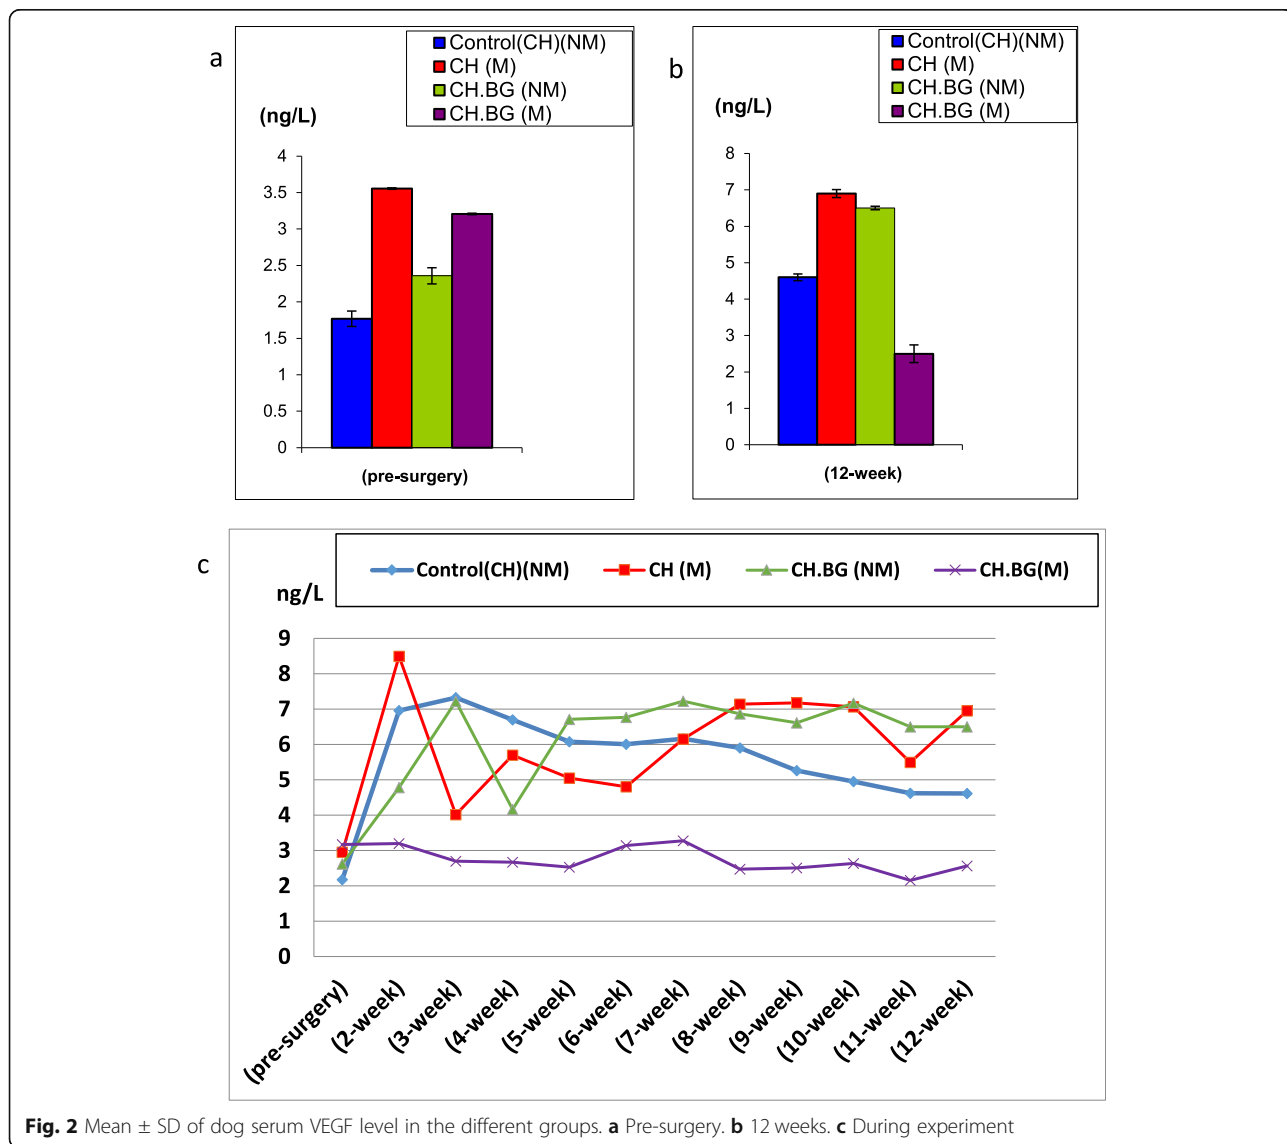 a
Control(CH)(NM)
CH (M)
CH.BG (NM)
CH.BG (M)
(ng/L)
4
3.5
3
2.5
2
1.5
1
0.5
0
(pre-surgery)
b
Control(CH)(NM)
CH (M)
CH.BG (NM)
CH.BG (M)
(ng/L)
8
7
6
5
4
3
2
1
0
(12-week)
c
Control(CH)(NM) CH (M) CH.BG (NM) CH.BG(M)
ng/L
9
8
7
6
5
4
3
2
1
0
(pre-surgery)
(2-week)
(3-week)
(4-week)
(5-week)
(6-week)
(7-week)
(8-week)
(9-week)
(10-week)
(11-week)
(12-week)
Fig. 2 Mean ± SD of dog serum VEGF level in the different groups. a Pre-surgery. b 12 weeks. c During experiment